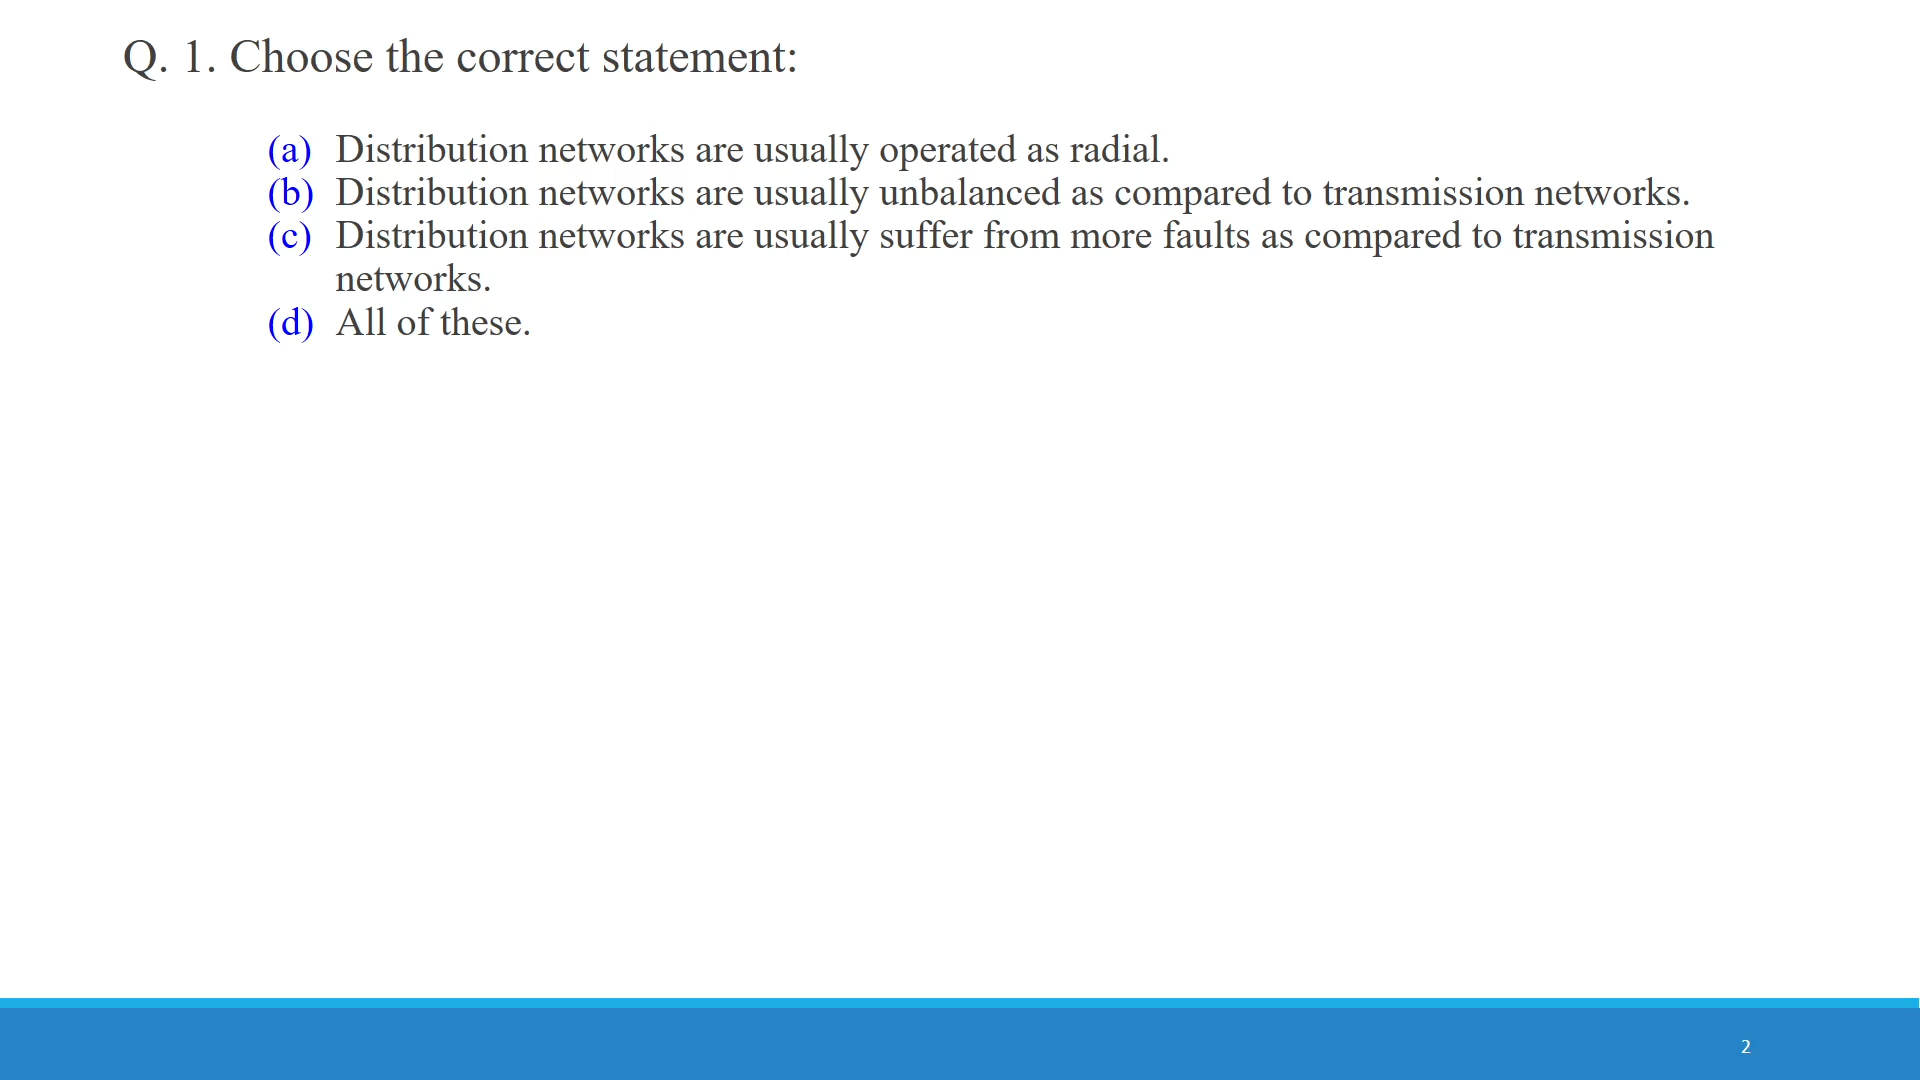 Q. 1. Choose the correct statement:
(a) Distribution networks are usually operated as radial.
(b) Distribution networks are usually unbalanced as compared to transmission networks.
(c) Distribution networks are usually suffer from more faults as compared to transmission
networks.
(d) All of these.
2